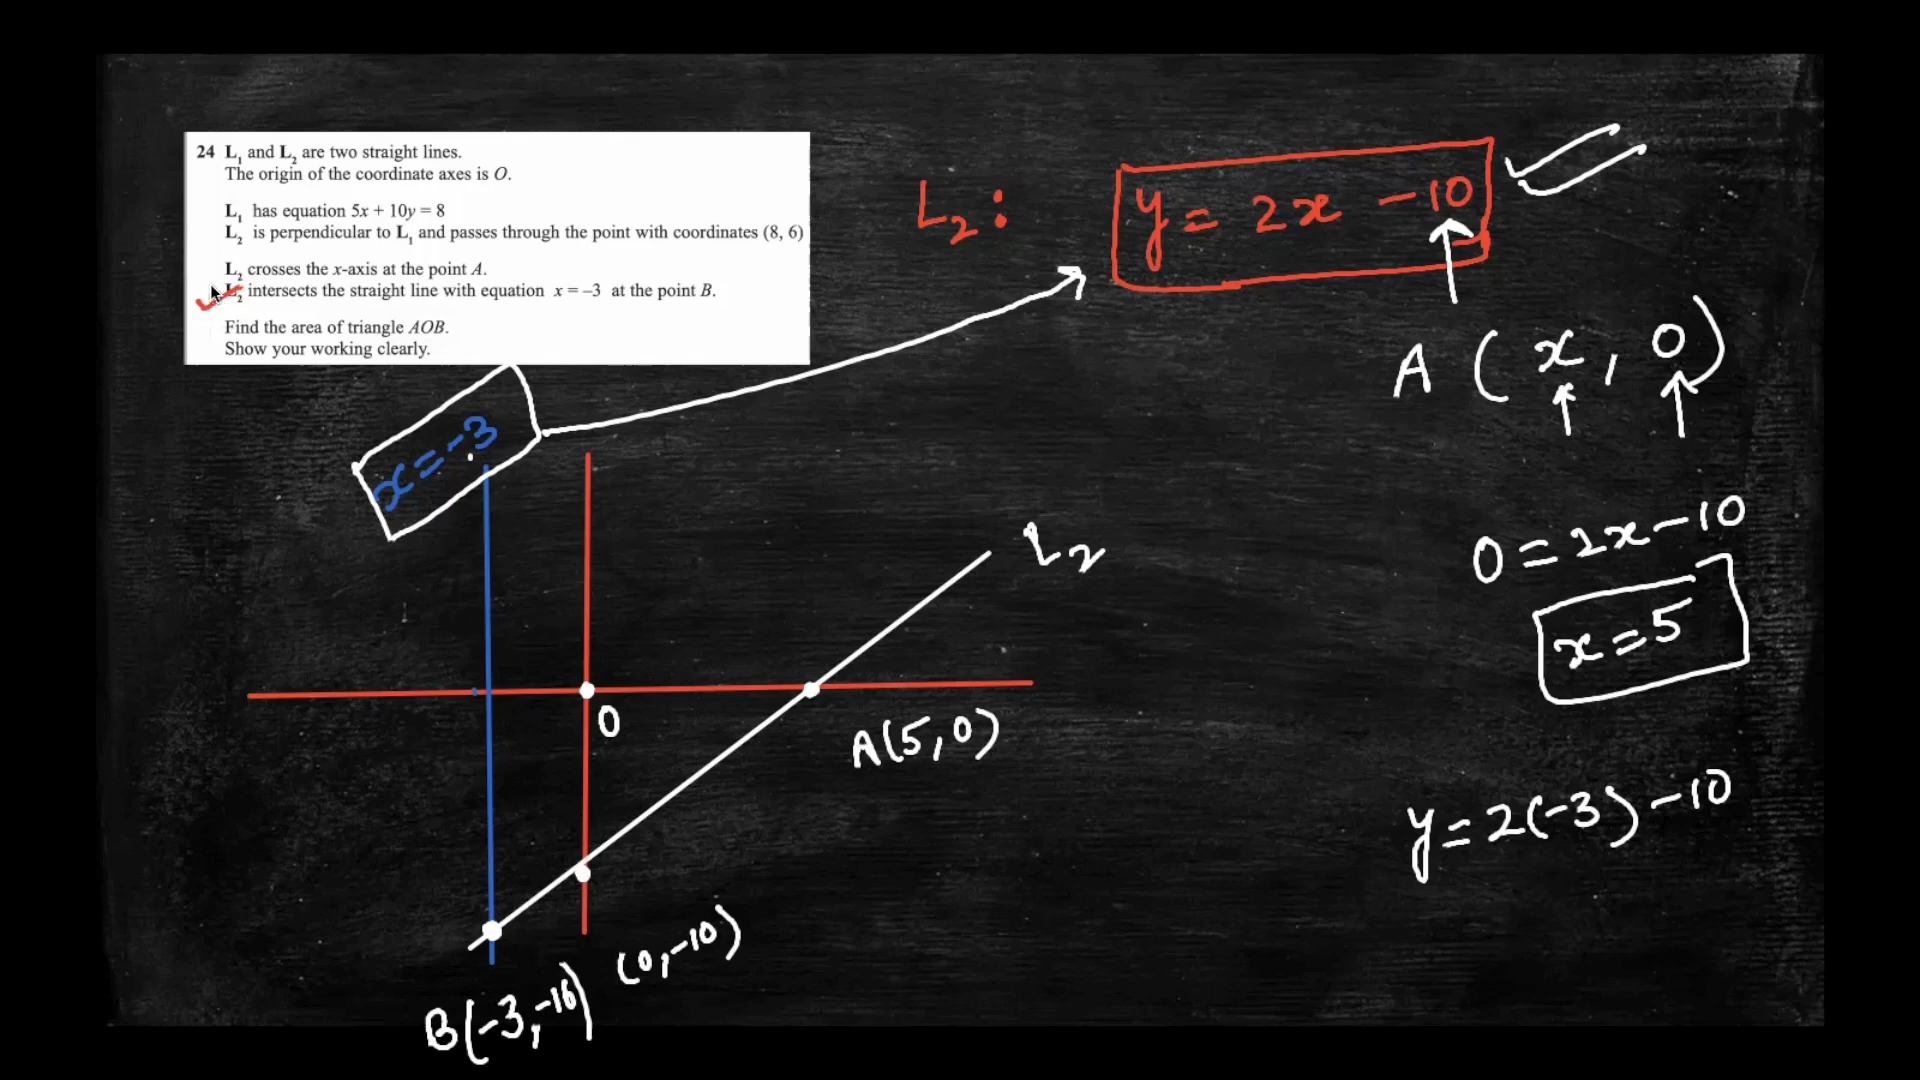 24 L₁ and L₂ are two straight lines.
The origin of the coordinate axes is O.
L₁ has equation 5x + 10y = 8
L₂ is perpendicular to L₁ and passes through the point with coordinates (8, 6)
L₂ crosses the x-axis at the point A.
L₂ intersects the straight line with equation x = –3 at the point B.
Find the area of triangle AOB.
Show your working clearly.
L₂: y = 2x - 10
A ( x , 0 )
x = -3
0 = 2x - 10
L₂
x = 5
0
A(5, 0)
y = 2(-3) - 10
(0, -10)
B(-3, -16)